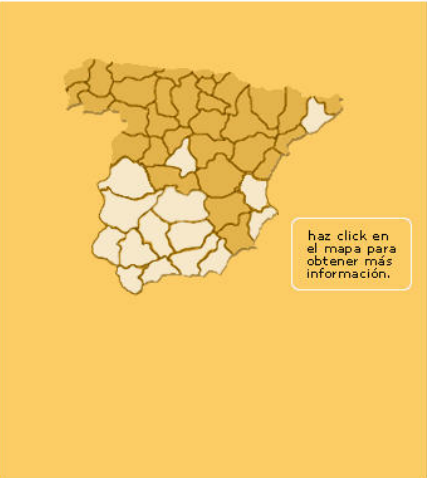 haz click en
el mapa para
obtener más
información.